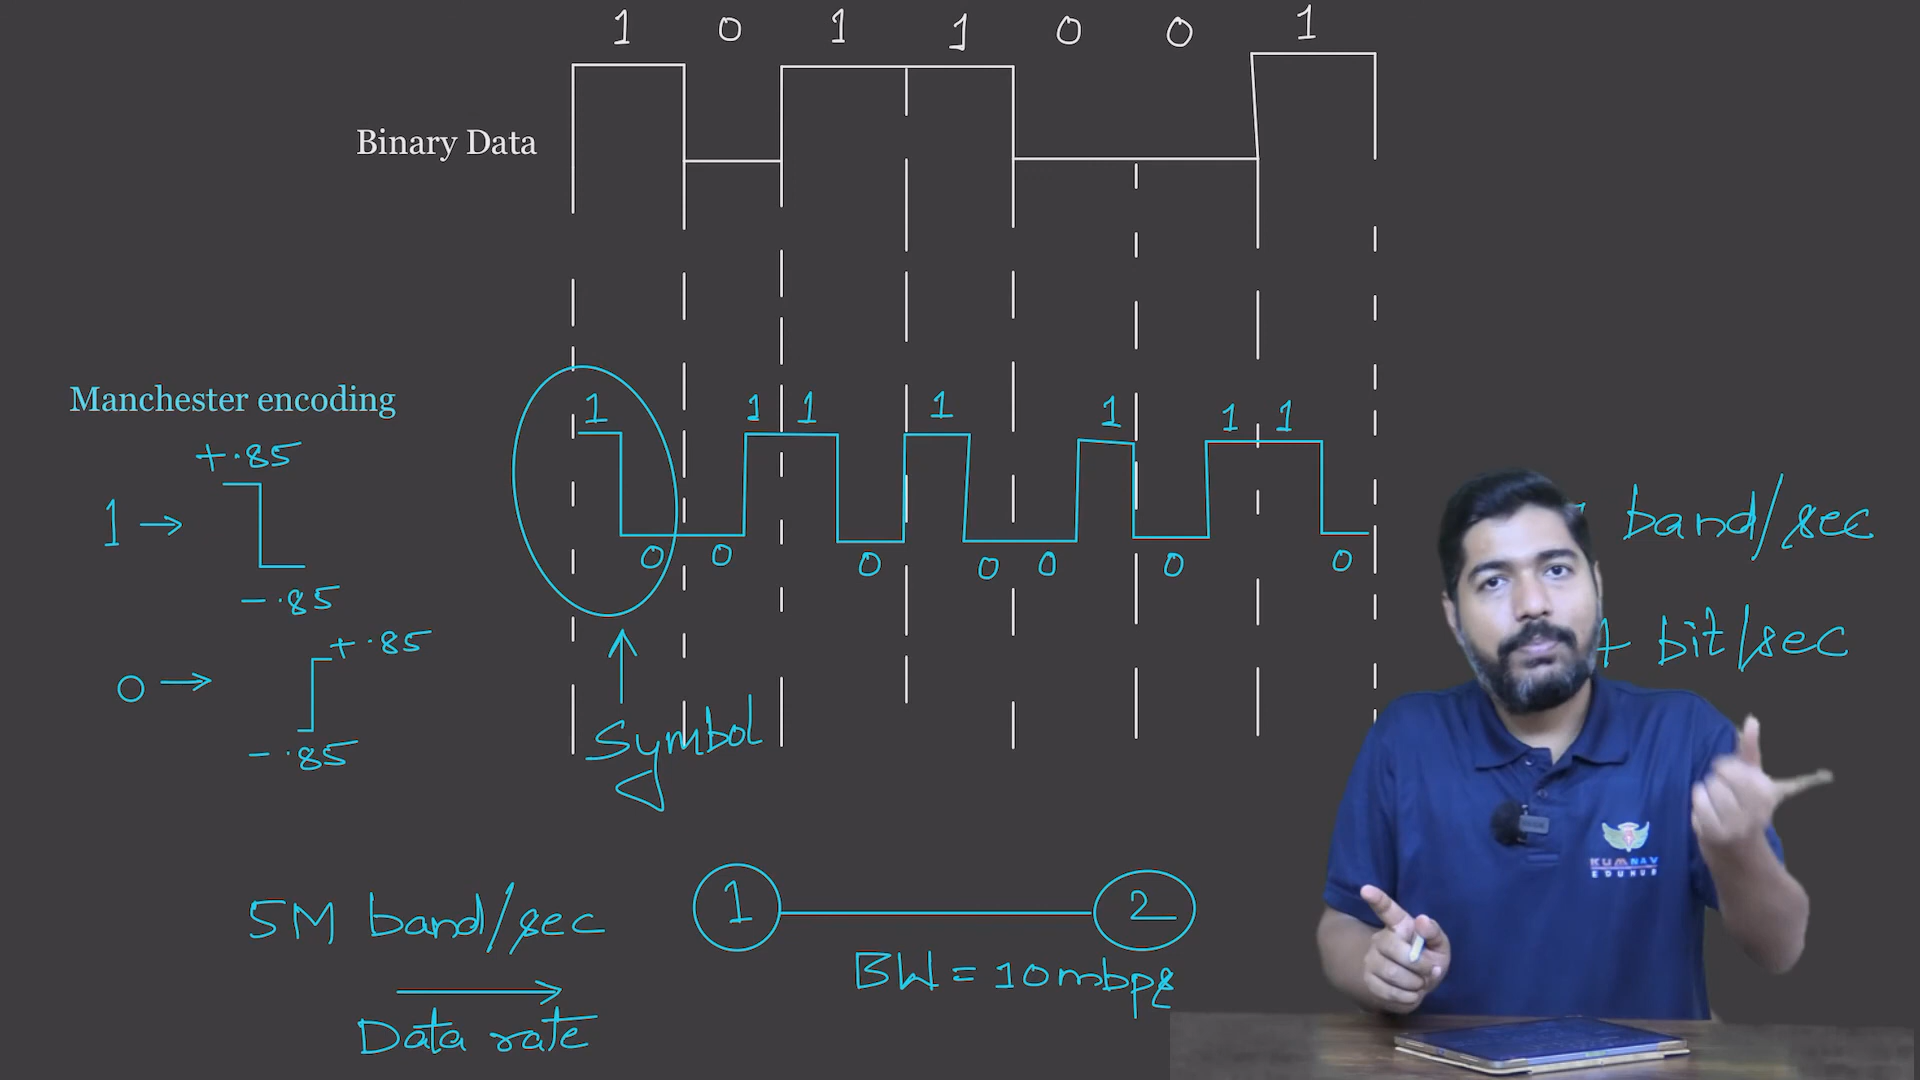 1 0 1 1 0 0 1
Binary Data
Manchester encoding
1 1 1 1 1 1 1
0 0 0 0 0 0 0
+.85
1 →
-.85
+.85
0 →
-.85
Symbol
band/sec
bit/sec
5M band/sec
Data rate
1 2
BW = 10mbps
KUMNAV
EDUHUB